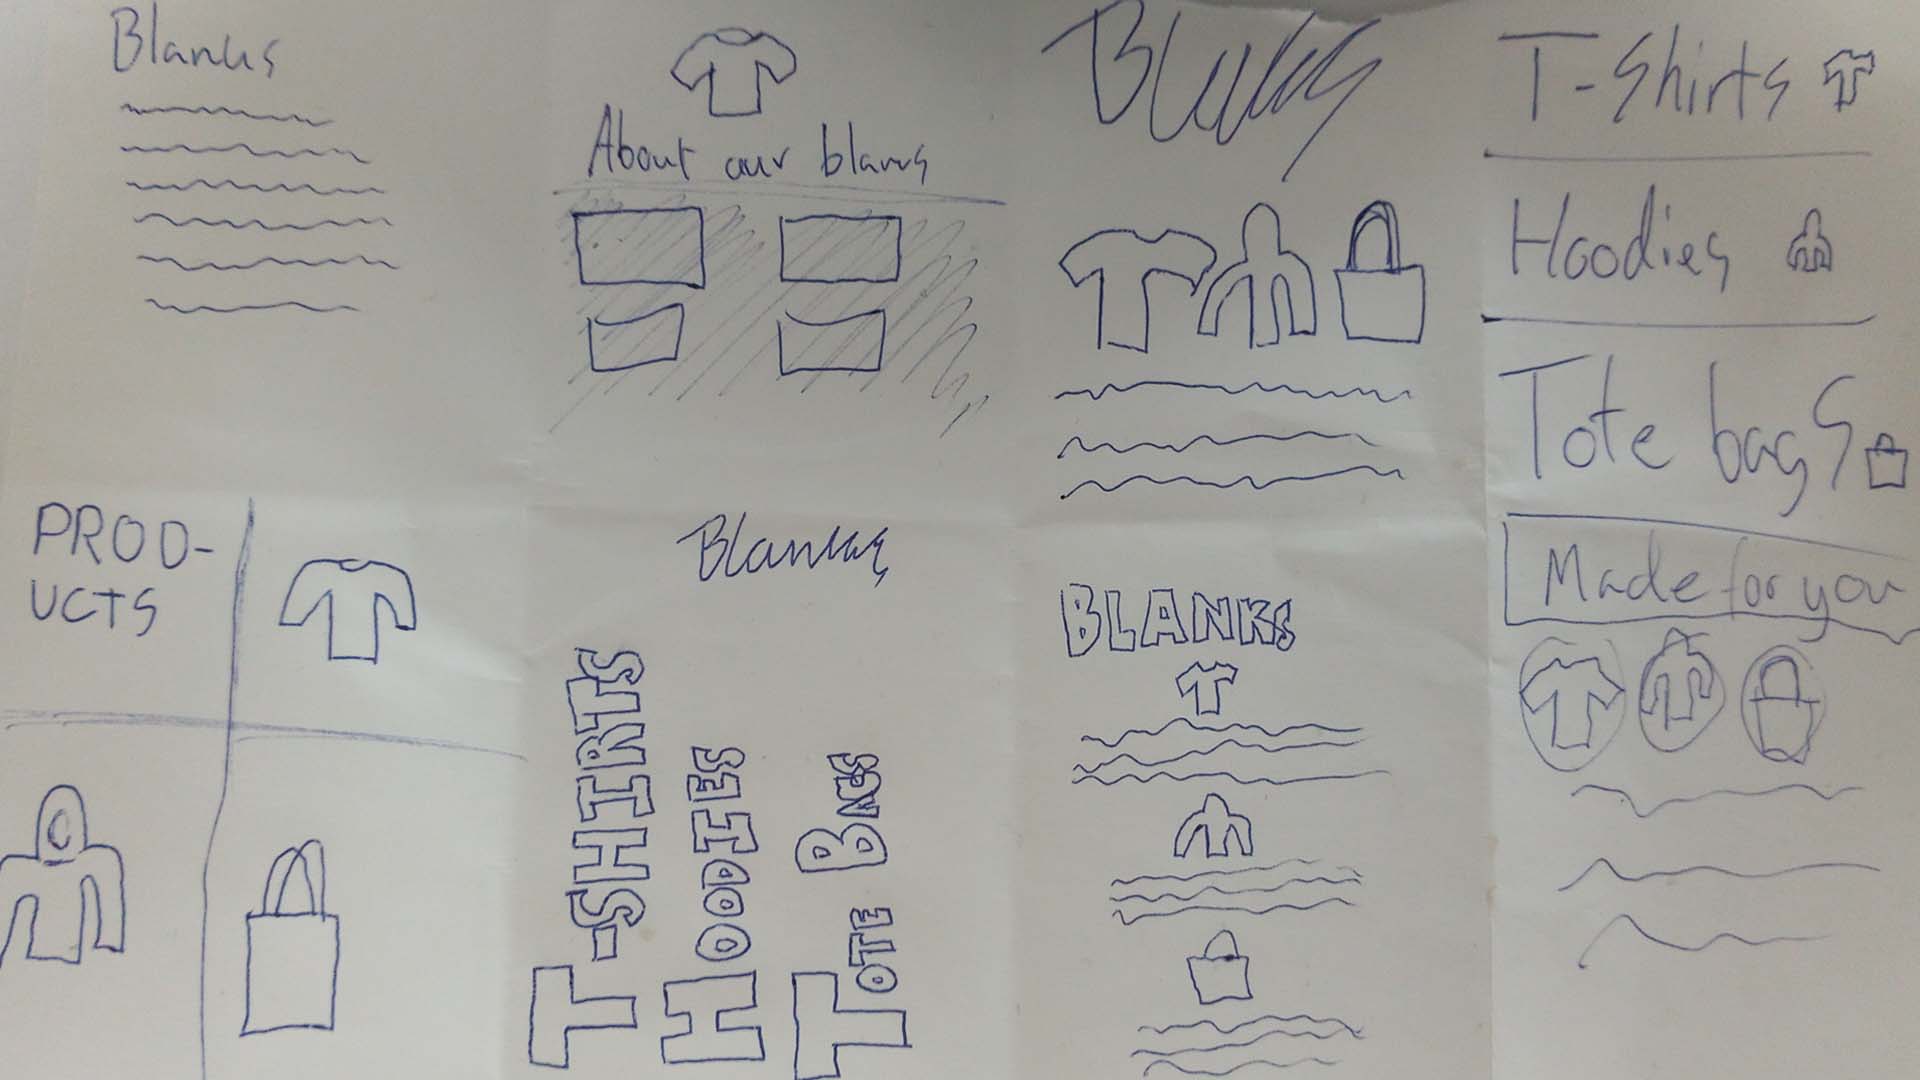 Blanks
About our blanks
Blanks
T-Shirts
Hoodies
Tote bags
PROD-
UCTS
Blanks
T-SHIRTS
HOODIES
TOTE BAGS
BLANKS
Made for you